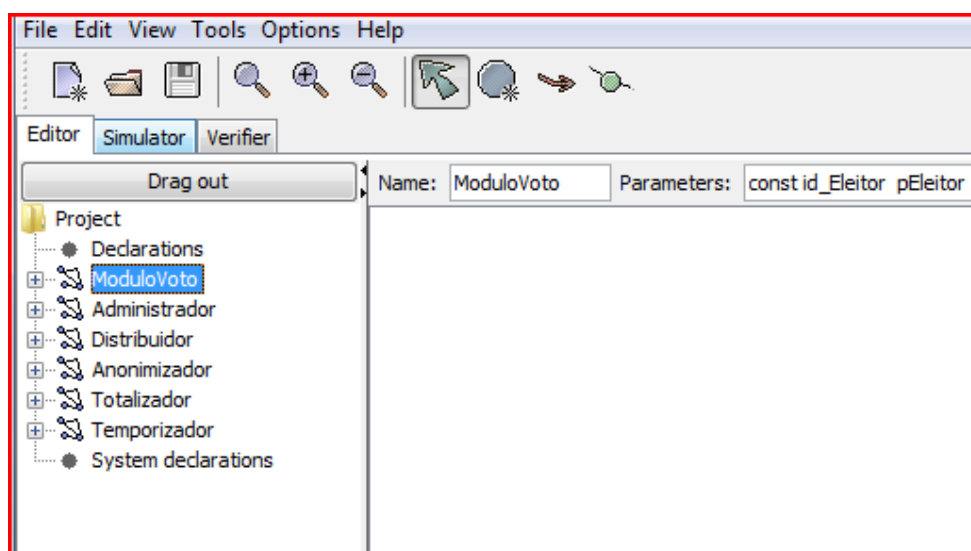 File Edit View Tools Options Help
Editor Simulator Verifier
Drag out
Name: ModuloVoto Parameters: const id_Eleitor pEleitor
Project
Declarations
ModuloVoto
Administrador
Distribuidor
Anonimizador
Totalizador
Temporizador
System declarations